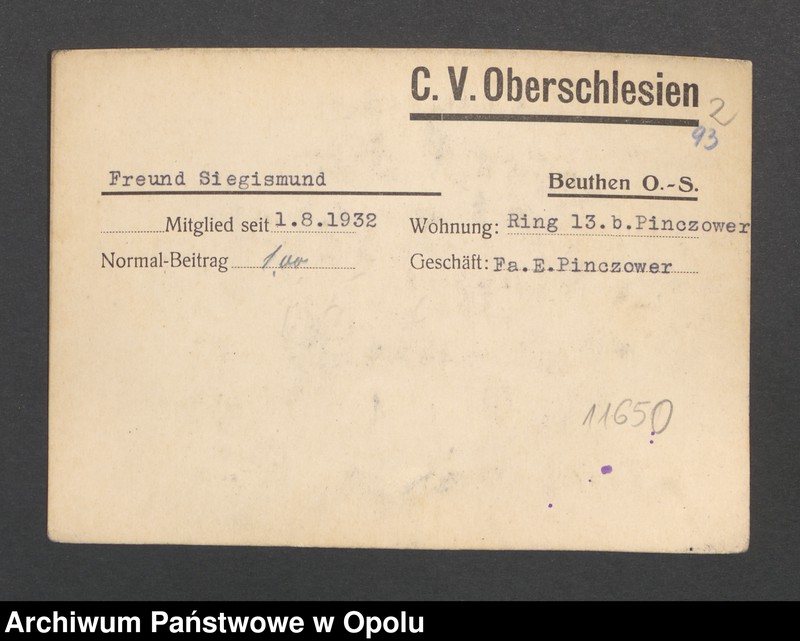 C. V. Oberschlesien
2
93
Freund Siegismund
Beuthen O.-S.
Mitglied seit 1.8.1932
Wohnung: Ring 13.b.Pinczower
Normal-Beitrag 1,00
Geschäft: Fa.E.Pinczower
11650
Archiwum Państwowe w Opolu